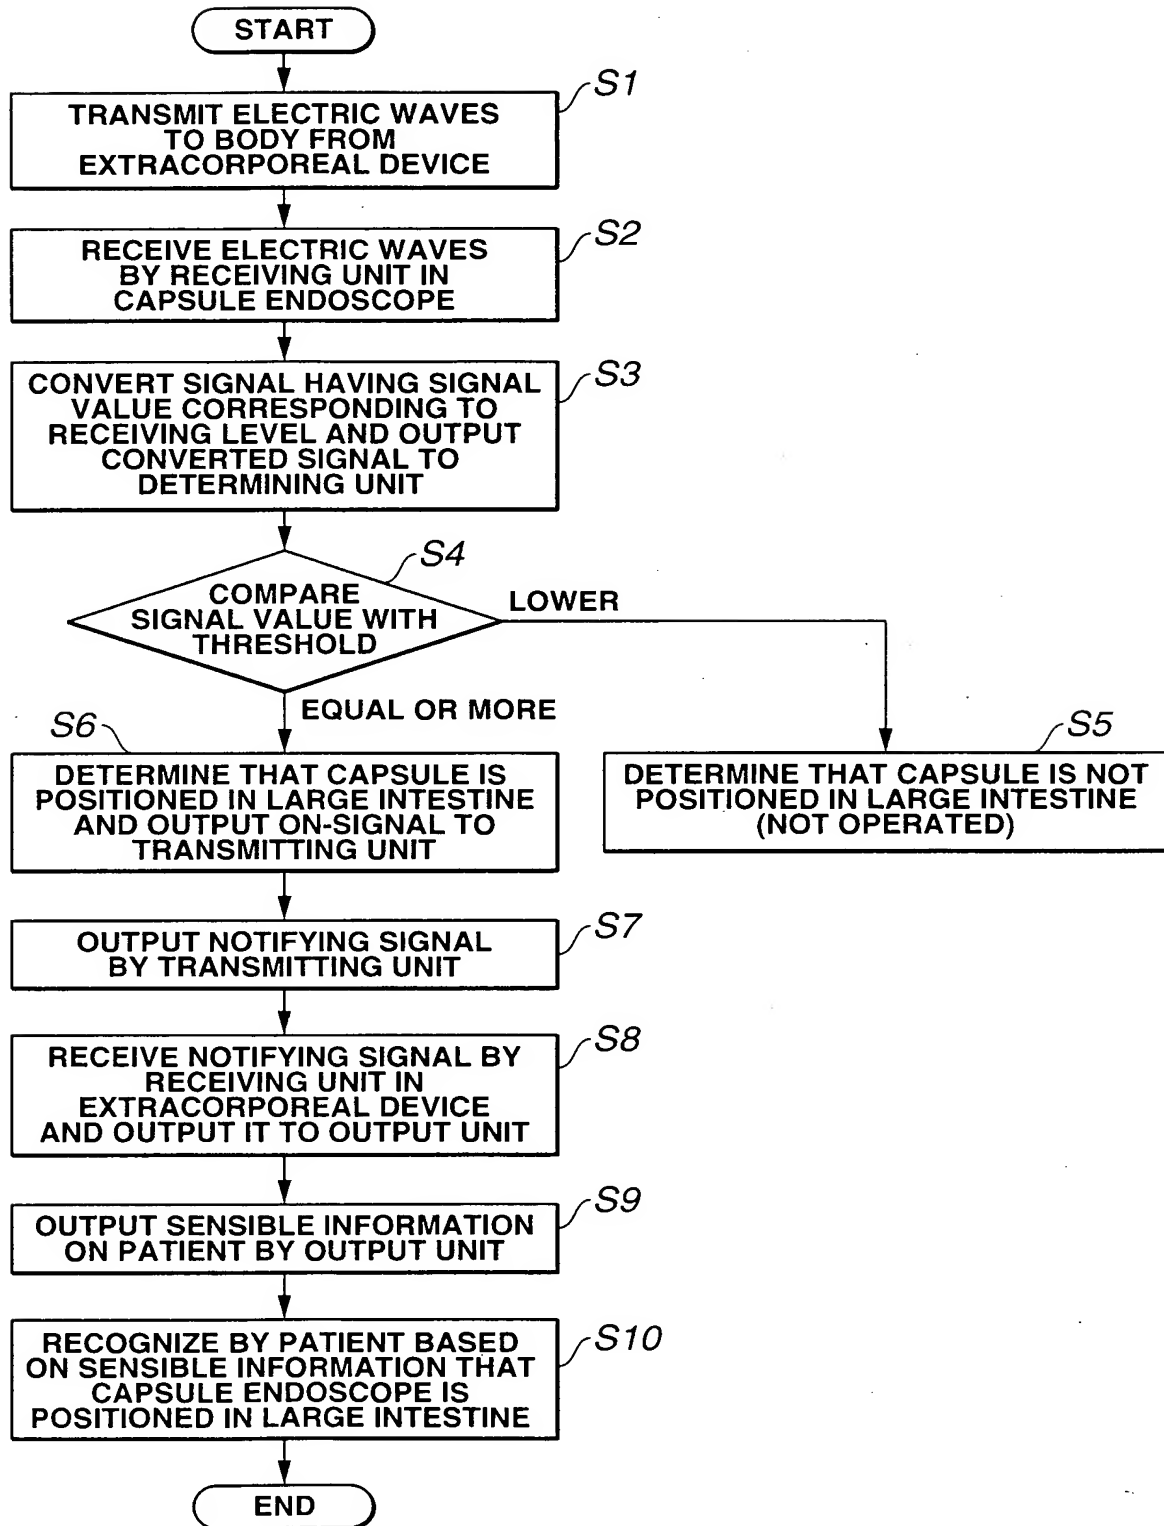 START
S1
TRANSMIT ELECTRIC WAVES
TO BODY FROM
EXTRACORPOREAL DEVICE
S2
RECEIVE ELECTRIC WAVES
BY RECEIVING UNIT IN
CAPSULE ENDOSCOPE
S3
CONVERT SIGNAL HAVING SIGNAL
VALUE CORRESPONDING TO
RECEIVING LEVEL AND OUTPUT
CONVERTED SIGNAL TO
DETERMINING UNIT
S4
COMPARE
SIGNAL VALUE WITH
THRESHOLD
LOWER
EQUAL OR MORE
S5
DETERMINE THAT CAPSULE IS NOT
POSITIONED IN LARGE INTESTINE
(NOT OPERATED)
S6
DETERMINE THAT CAPSULE IS
POSITIONED IN LARGE INTESTINE
AND OUTPUT ON-SIGNAL TO
TRANSMITTING UNIT
S7
OUTPUT NOTIFYING SIGNAL
BY TRANSMITTING UNIT
S8
RECEIVE NOTIFYING SIGNAL BY
RECEIVING UNIT IN
EXTRACORPOREAL DEVICE
AND OUTPUT IT TO OUTPUT UNIT
S9
OUTPUT SENSIBLE INFORMATION
ON PATIENT BY OUTPUT UNIT
S10
RECOGNIZE BY PATIENT BASED
ON SENSIBLE INFORMATION THAT
CAPSULE ENDOSCOPE IS
POSITIONED IN LARGE INTESTINE
END